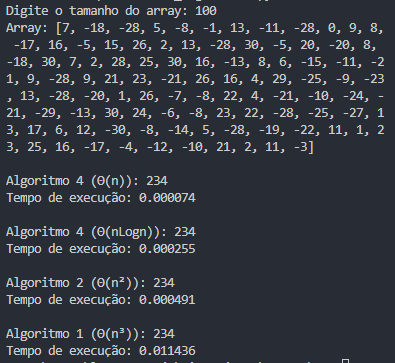 Digite o tamanho do array: 100
Array: [7, -18, -28, 5, -8, -1, 13, -11, -28, 0, 9, 8,
-17, 16, -5, 15, 26, 2, 13, -28, 30, -5, 20, -20, 8,
-18, 30, 7, 2, 28, 25, 30, 16, -13, 8, 6, -15, -11, -2
1, 9, -28, 9, 21, 23, -21, 26, 16, 4, 29, -25, -9, -23
, 13, -28, -20, 1, 26, -7, -8, 22, 4, -21, -10, -24, -
21, -29, -13, 30, 24, -6, -8, 23, 22, -28, -25, -27, 1
3, 17, 6, 12, -30, -8, -14, 5, -28, -19, -22, 11, 1, 2
3, 25, 16, -17, -4, -12, -10, 21, 2, 11, -3]
Algoritmo 4 (Θ(n)): 234
Tempo de execução: 0.000074
Algoritmo 4 (Θ(nLogn)): 234
Tempo de execução: 0.000255
Algoritmo 2 (Θ(n²)): 234
Tempo de execução: 0.000491
Algoritmo 1 (Θ(n³)): 234
Tempo de execução: 0.011436